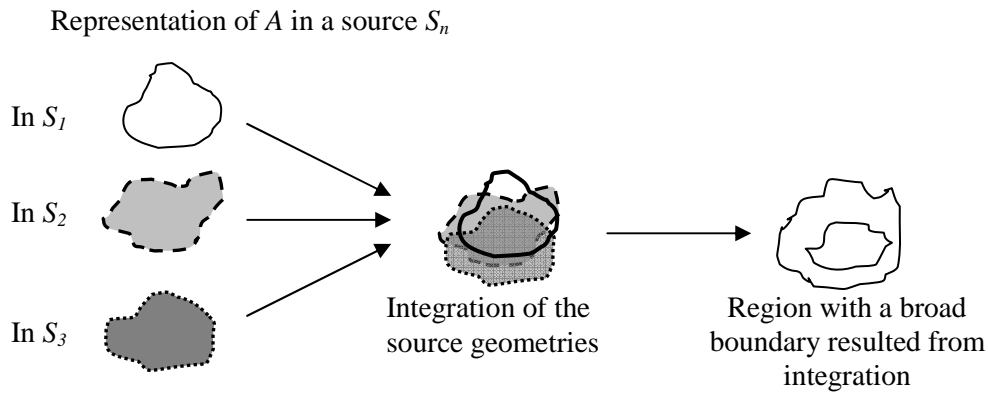 Representation of A in a source Sn
In S1
In S2
In S3
Integration of the
source geometries
Region with a broad
boundary resulted from
integration